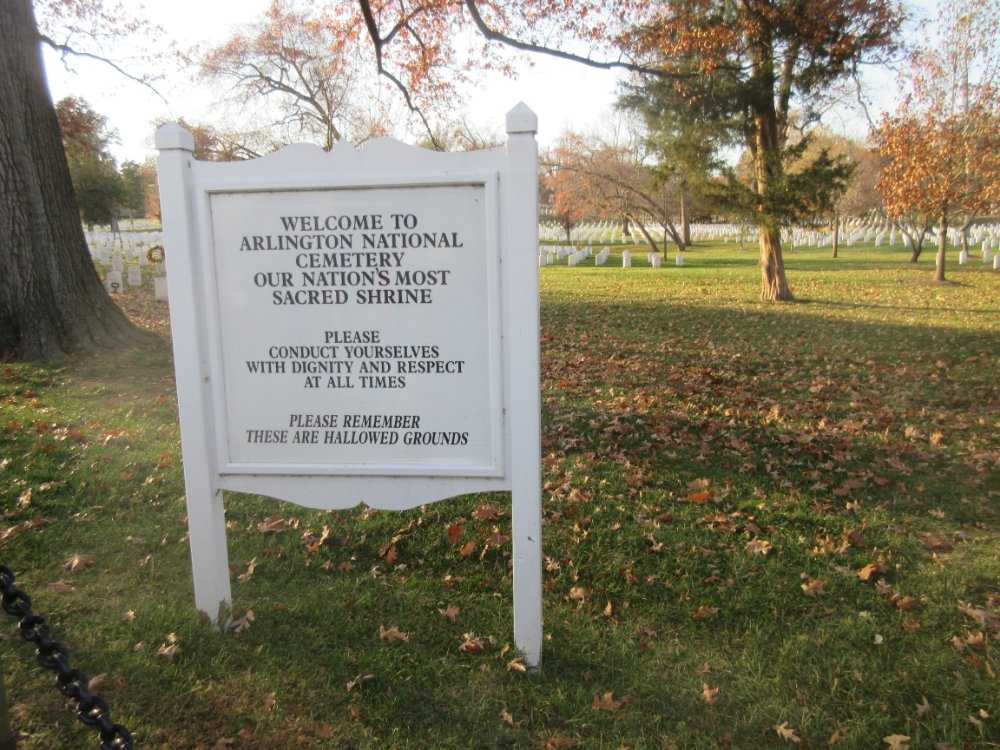 WELCOME TO
ARLINGTON NATIONAL
CEMETERY
OUR NATION'S MOST
SACRED SHRINE
PLEASE
CONDUCT YOURSELVES
WITH DIGNITY AND RESPECT
AT ALL TIMES
PLEASE REMEMBER
THESE ARE HALLOWED GROUNDS